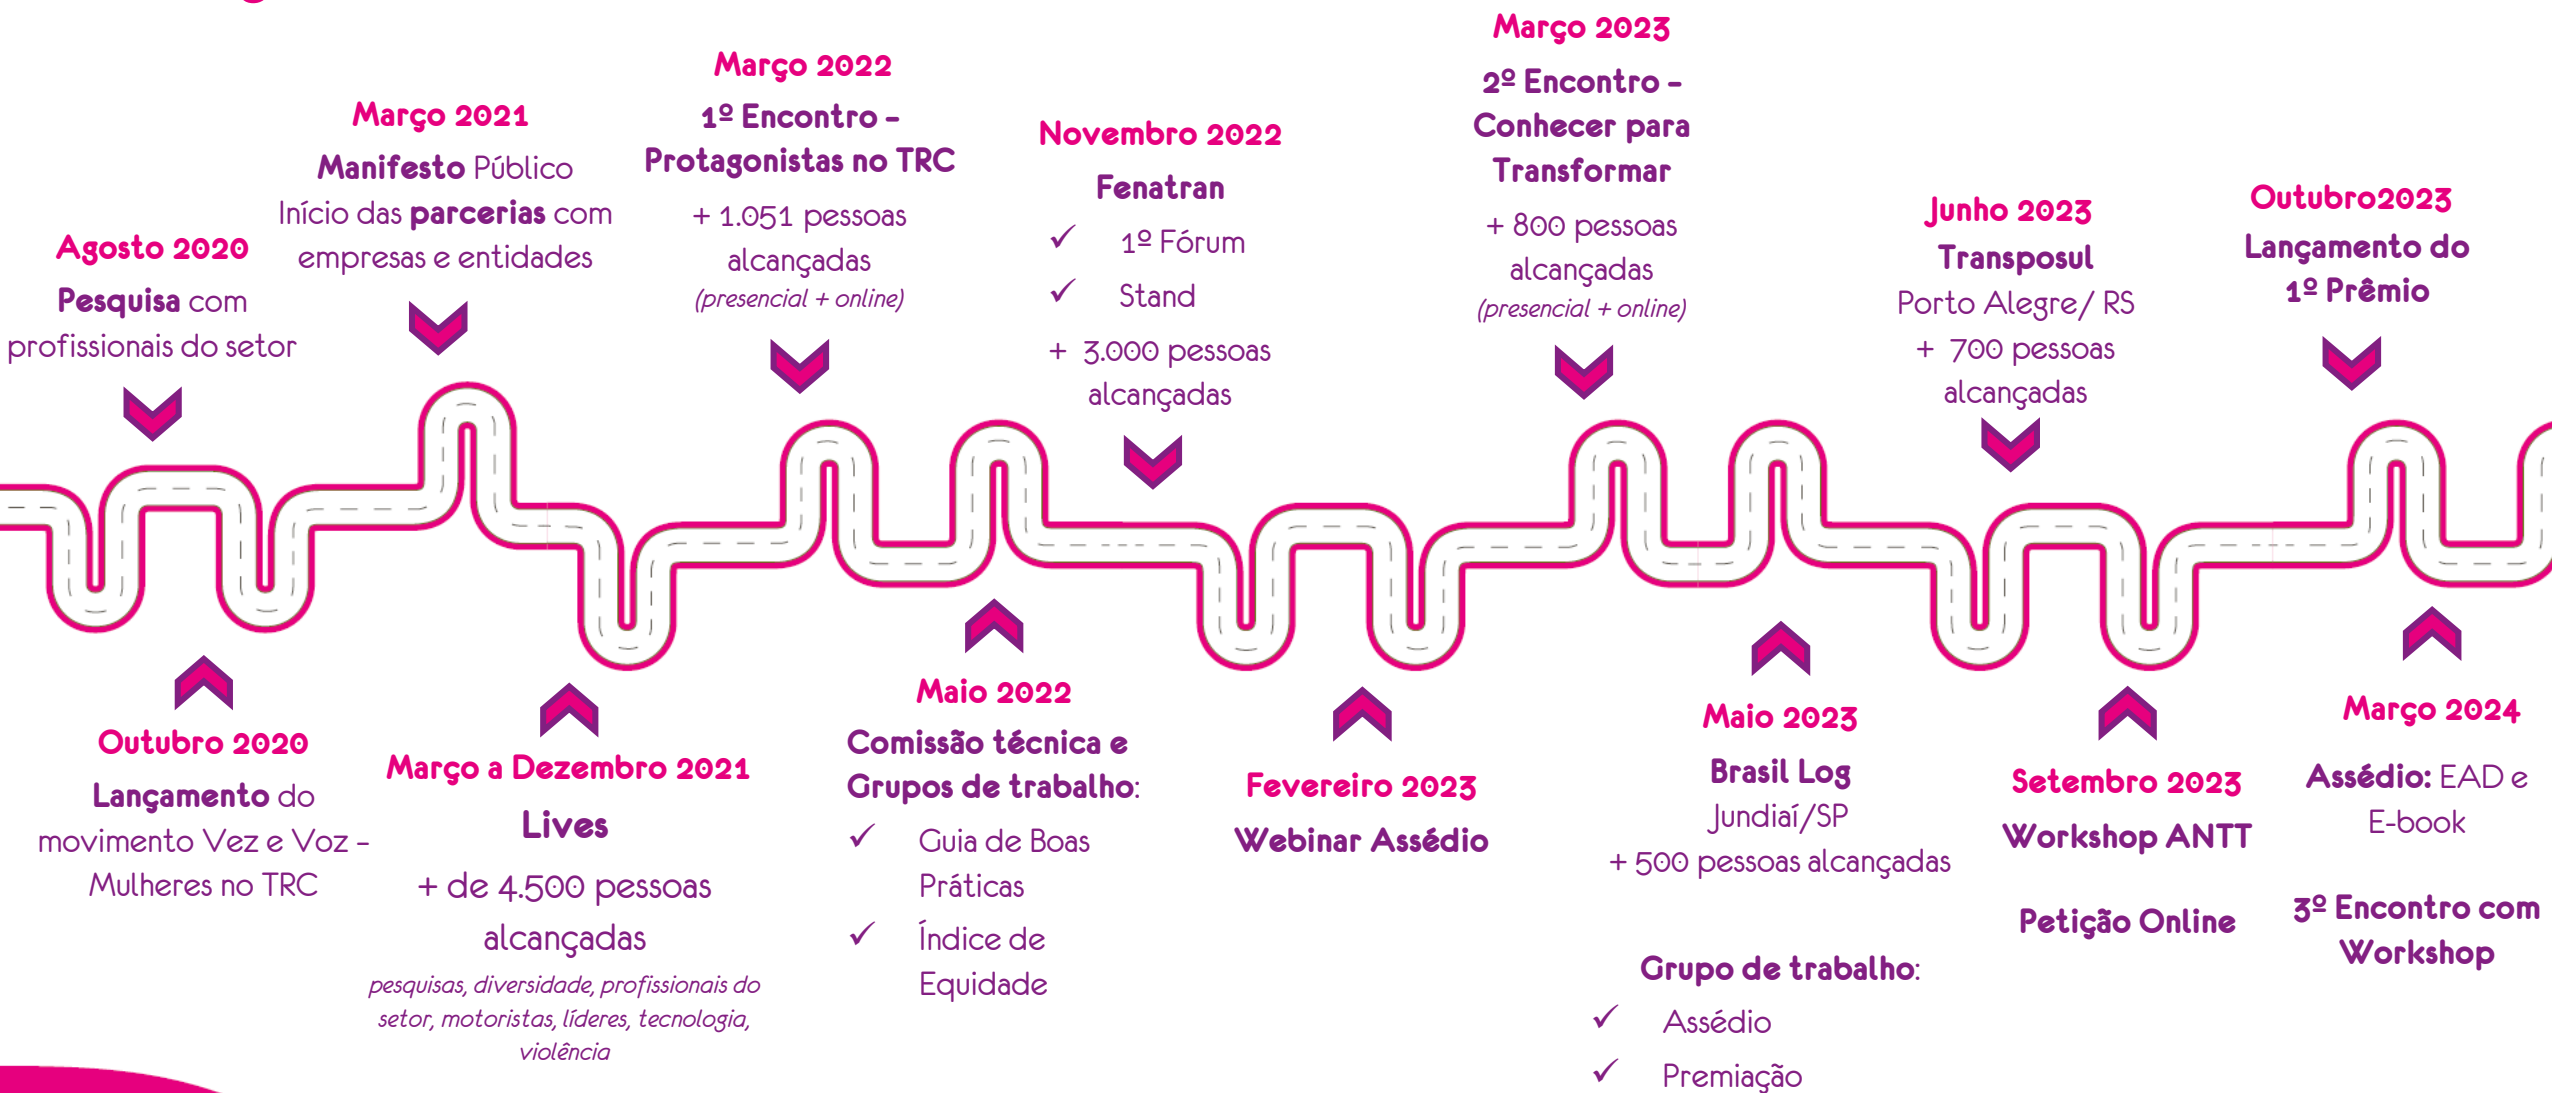 Agosto 2020
Pesquisa com
profissionais do setor
Outubro 2020
Lançamento do
movimento Vez e Voz -
Mulheres no TRC
Março 2021
Manifesto Público
Início das parcerias com
empresas e entidades
Março a Dezembro 2021
Lives
+ de 4.500 pessoas
alcançadas
pesquisas, diversidade, profissionais do
setor, motoristas, líderes, tecnologia,
violência
Março 2022
1º Encontro -
Protagonistas no TRC
+ 1.051 pessoas
alcançadas
(presencial + online)
Maio 2022
Comissão técnica e
Grupos de trabalho:
✓ Guia de Boas
Práticas
✓ Índice de
Equidade
Novembro 2022
Fenatran
✓ 1º Fórum
✓ Stand
+ 3.000 pessoas
alcançadas
Fevereiro 2023
Webinar Assédio
Março 2023
2º Encontro -
Conhecer para
Transformar
+ 800 pessoas
alcançadas
(presencial + online)
Maio 2023
Brasil Log
Jundiaí/SP
+ 500 pessoas alcançadas
Grupo de trabalho:
✓ Assédio
✓ Premiação
Junho 2023
Transposul
Porto Alegre/ RS
+ 700 pessoas
alcançadas
Setembro 2023
Workshop ANTT
Petição Online
Outubro2023
Lançamento do
1º Prêmio
Março 2024
Assédio: EAD e
E-book
3º Encontro com
Workshop